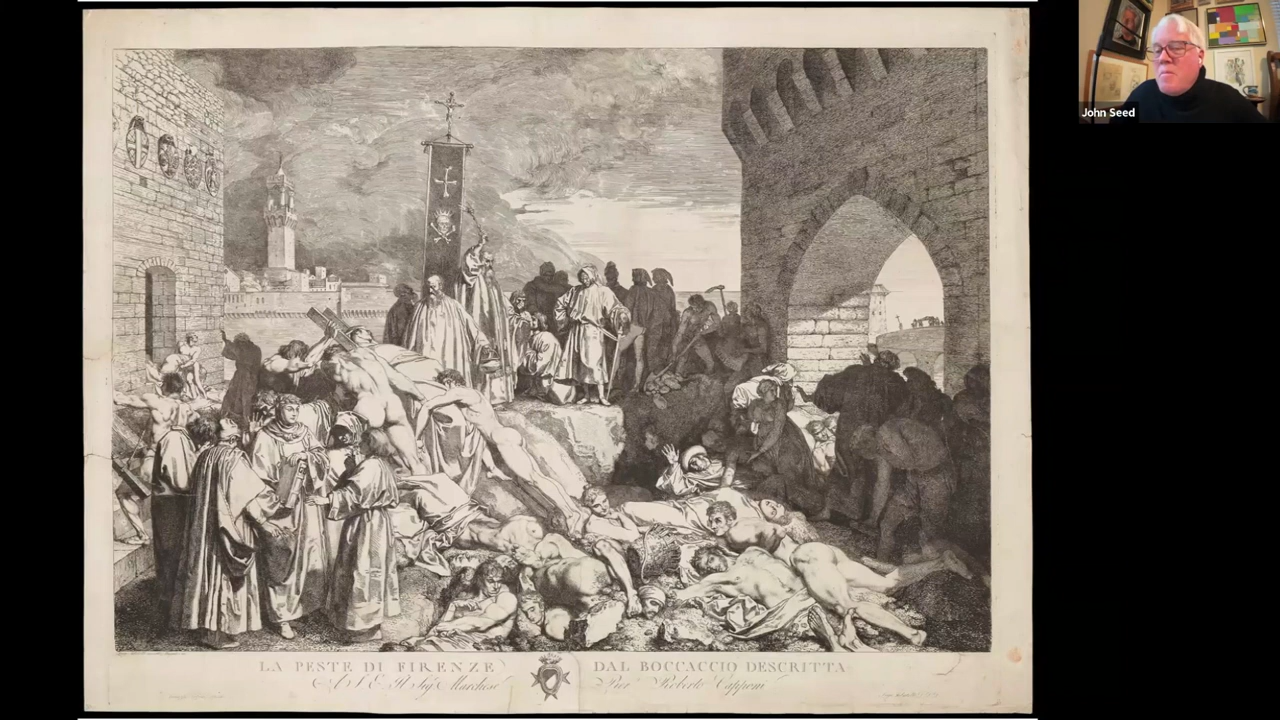 John Seed
LA PESTE DI FIRENZE DAL BOCCACCIO DESCRITTA
A S. E. Il Sig. Marchese Pier Roberto Capponi